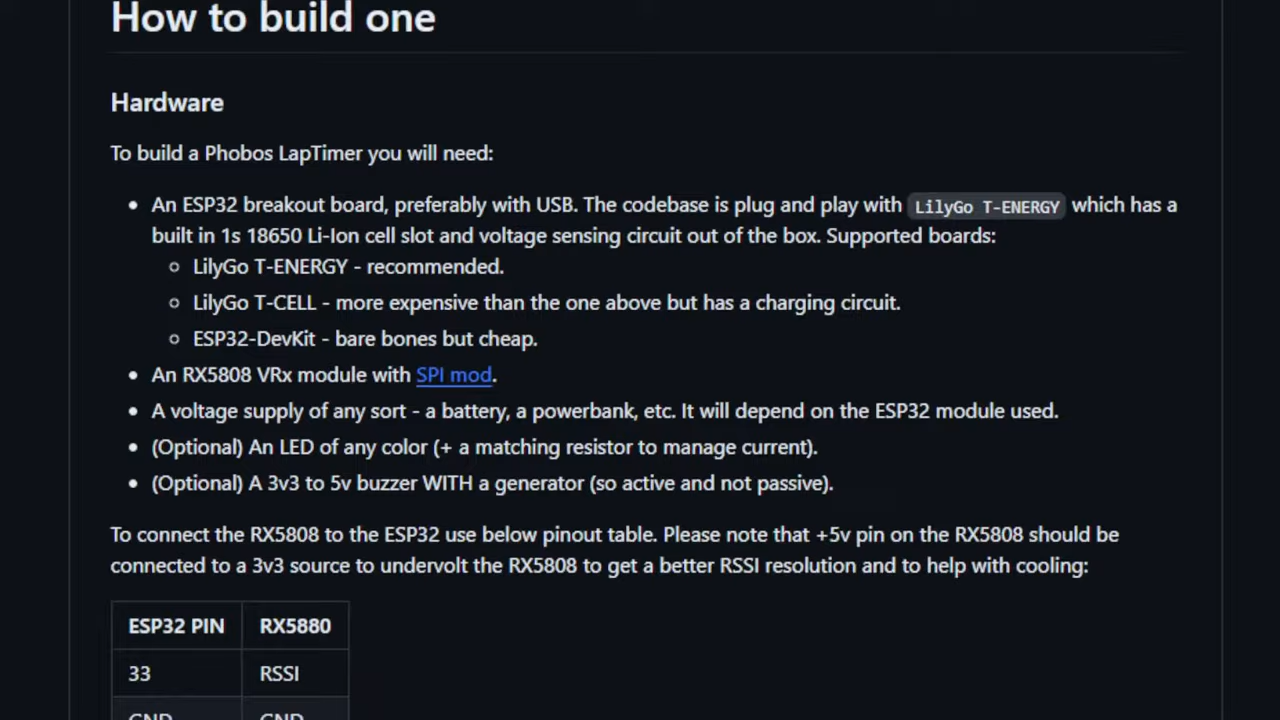 How to build one
Hardware
To build a Phobos LapTimer you will need:
An ESP32 breakout board, preferably with USB. The codebase is plug and play with LilyGo T-ENERGY which has a
built in 1s 18650 Li-Ion cell slot and voltage sensing circuit out of the box. Supported boards:
LilyGo T-ENERGY - recommended.
LilyGo T-CELL - more expensive than the one above but has a charging circuit.
ESP32-DevKit - bare bones but cheap.
An RX5808 VRx module with SPI mod.
A voltage supply of any sort - a battery, a powerbank, etc. It will depend on the ESP32 module used.
(Optional) An LED of any color (+ a matching resistor to manage current).
(Optional) A 3v3 to 5v buzzer WITH a generator (so active and not passive).
To connect the RX5808 to the ESP32 use below pinout table. Please note that +5v pin on the RX5808 should be
connected to a 3v3 source to undervolt the RX5808 to get a better RSSI resolution and to help with cooling:
ESP32 PIN RX5880
33 RSSI
GND GND